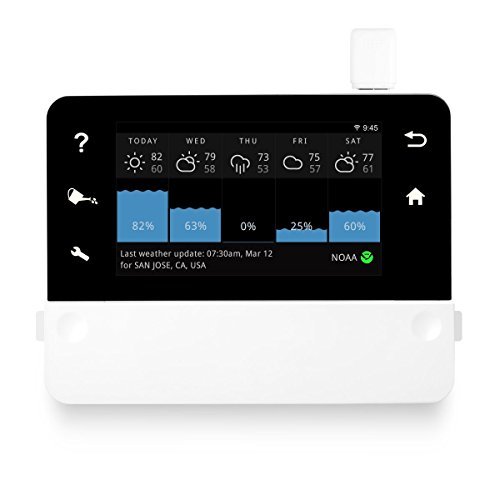 9:45
TODAY WED THU FRI SAT
82 79 73 75 77
60 58 53 57 61
82% 63% 0% 25% 60%
Last weather update: 07:30am, Mar 12
for SAN JOSE, CA, USA
NOAA
?